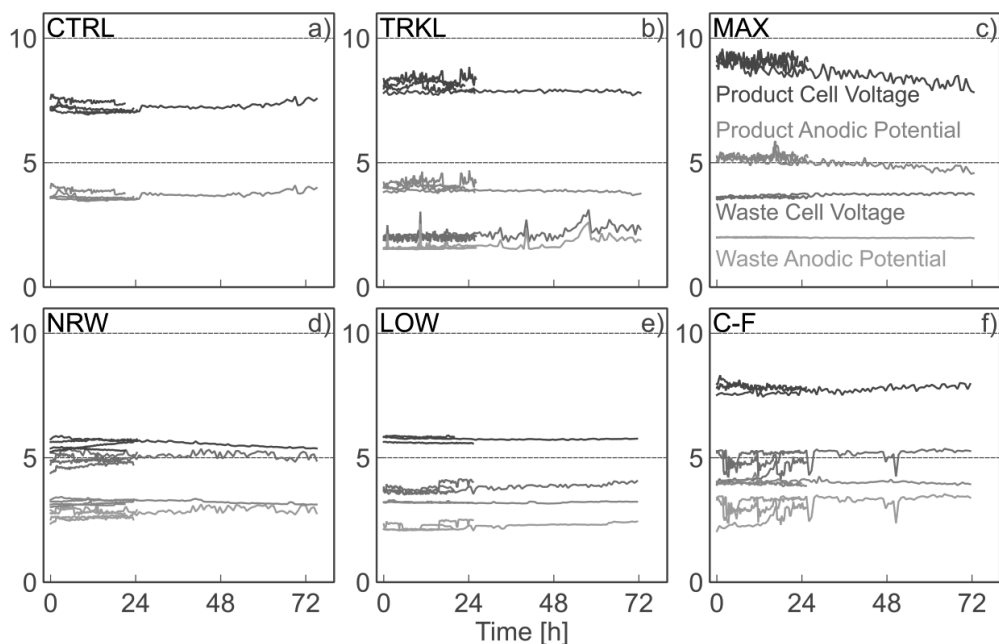 CTRL a)
TRKL b)
MAX c)
10
10
10
Product Cell Voltage
Product Anodic Potential
5
5
5
Waste Cell Voltage
Waste Anodic Potential
0
0
0
NRW d)
LOW e)
C-F f)
10
10
10
5
5
5
0
0
0
0 24 48 72
0 24 48 72
0 24 48 72
Time [h]